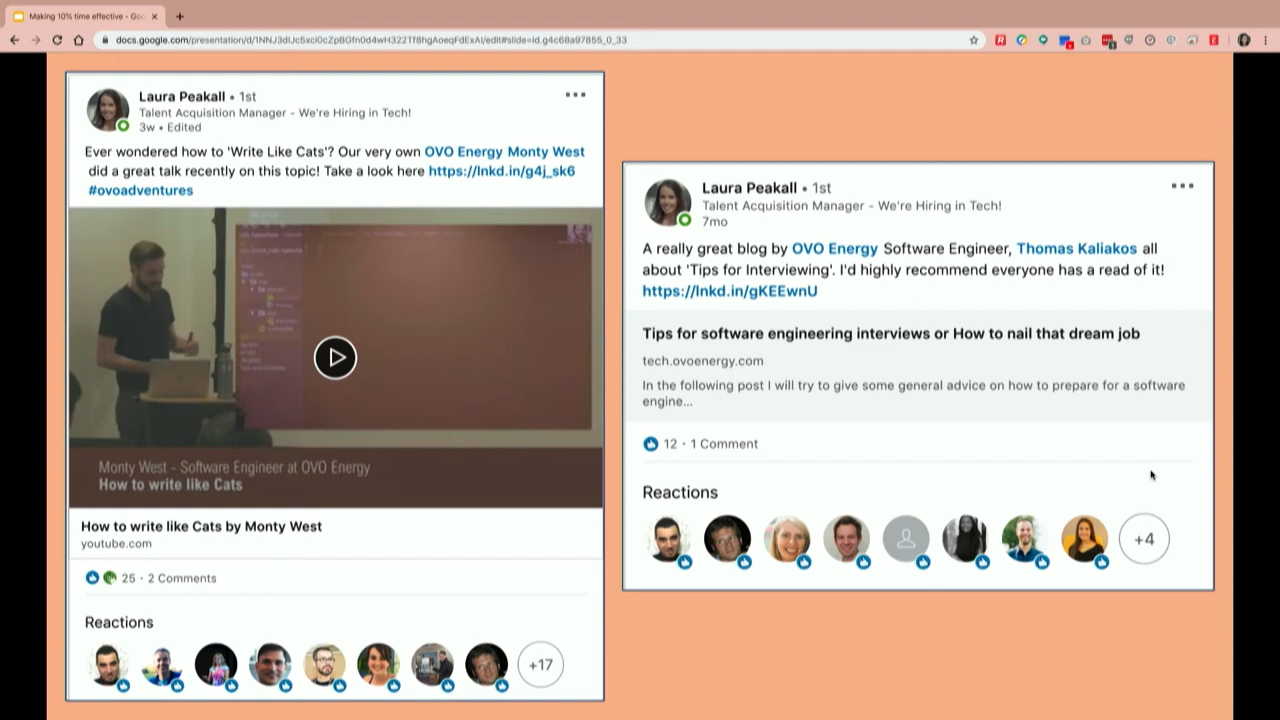 Making 10% time effective - Goo
docs.google.com/presentation/d/1NNJ3dIJc5xci0cZpBGfn0d4wH322Tf8hgAoeqFdExAI/edit#slide=id.g4c68a97855_0_33
Laura Peakall • 1st
Talent Acquisition Manager - We're Hiring in Tech!
3w • Edited
Ever wondered how to 'Write Like Cats'? Our very own OVO Energy Monty West
did a great talk recently on this topic! Take a look here https://lnkd.in/g4j_sk6
#ovoadventures
Monty West - Software Engineer at OVO Energy
How to write like Cats
How to write like Cats by Monty West
youtube.com
25 · 2 Comments
Reactions
+17
Laura Peakall • 1st
Talent Acquisition Manager - We're Hiring in Tech!
7mo
A really great blog by OVO Energy Software Engineer, Thomas Kaliakos all
about 'Tips for Interviewing'. I'd highly recommend everyone has a read of it!
https://lnkd.in/gKEEwnU
Tips for software engineering interviews or How to nail that dream job
tech.ovoenergy.com
In the following post I will try to give some general advice on how to prepare for a software
engine...
12 · 1 Comment
Reactions
+4